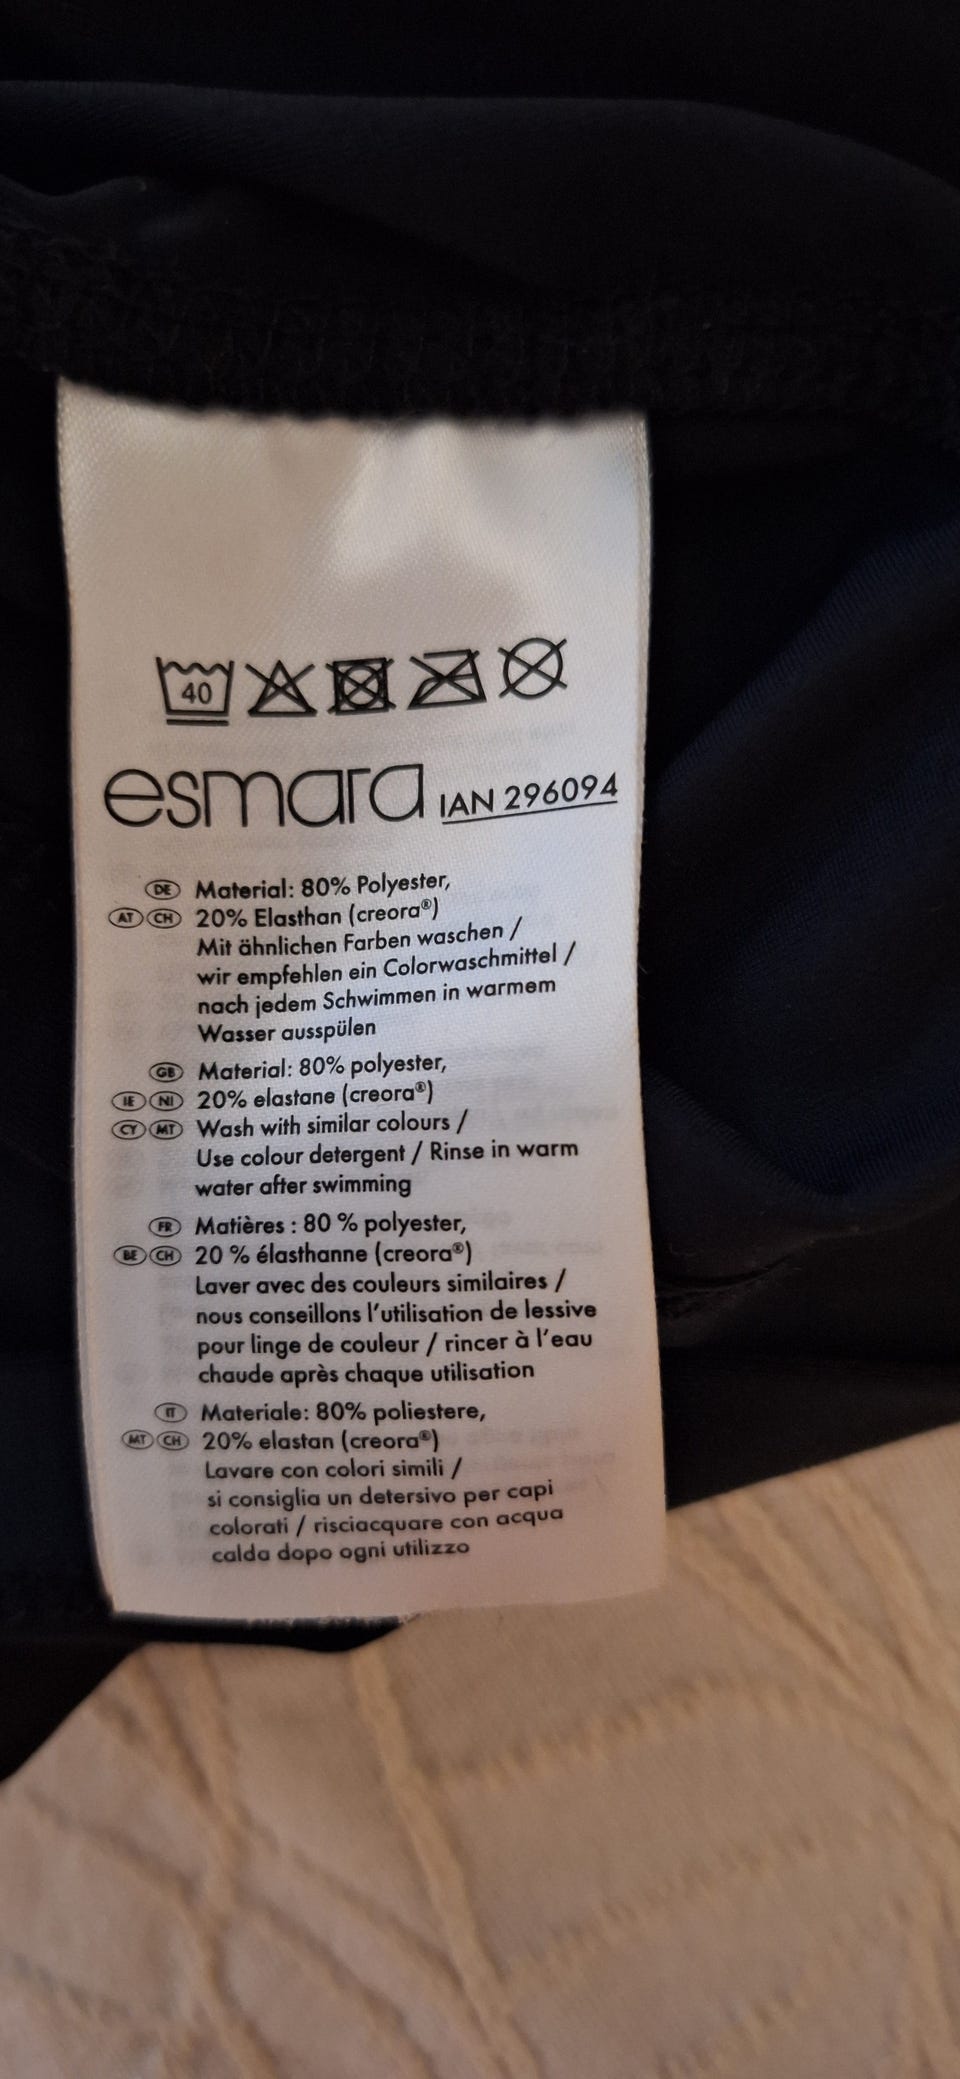 40
esmara IAN 296094
DE Material: 80% Polyester,
AT CH 20% Elasthan (creora®)
Mit ähnlichen Farben waschen /
wir empfehlen ein Colorwaschmittel /
nach jedem Schwimmen in warmem
Wasser ausspülen
GB Material: 80% polyester,
IE NI 20% elastane (creora®)
CY MT Wash with similar colours /
Use colour detergent / Rinse in warm
water after swimming
FR Matières : 80 % polyester,
BE CH 20 % élasthanne (creora®)
Laver avec des couleurs similaires /
nous conseillons l'utilisation de lessive
pour linge de couleur / rincer à l'eau
chaude après chaque utilisation
IT Materiale: 80% poliestere,
MT CH 20% elastan (creora®)
Lavare con colori simili /
si consiglia un detersivo per capi
colorati / risciacquare con acqua
calda dopo ogni utilizzo